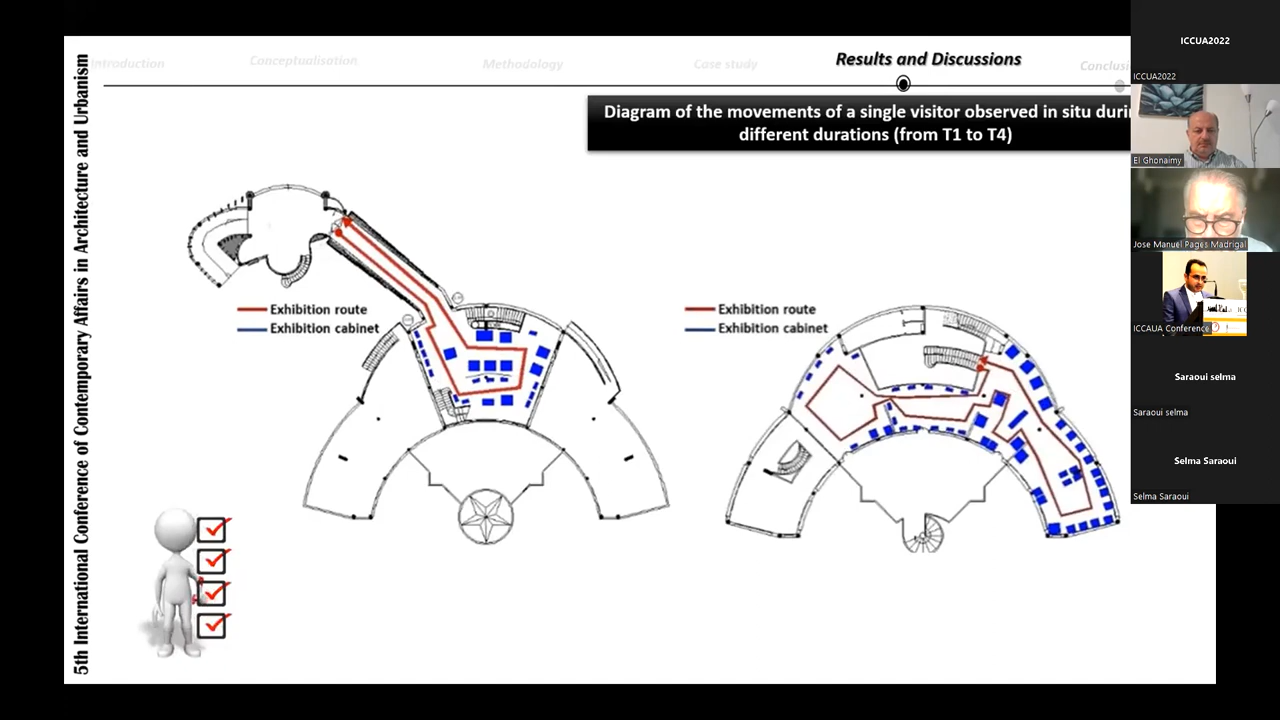 5th International Conference of Contemporary Affairs in Architecture and Urbanism
Introduction
Conceptualisation
Methodology
Case study
Results and Discussions
Conclusi
Diagram of the movements of a single visitor observed in situ durin
different durations (from T1 to T4)
Exhibition route
Exhibition cabinet
Exhibition route
Exhibition cabinet
ICCUA2022
ICCUA2022
El Ghonaimy
Jose Manuel Pages Madrigal
ICCAUA Conference
Saraoui selma
Saraoui selma
Selma Saraoui
Selma Saraoui